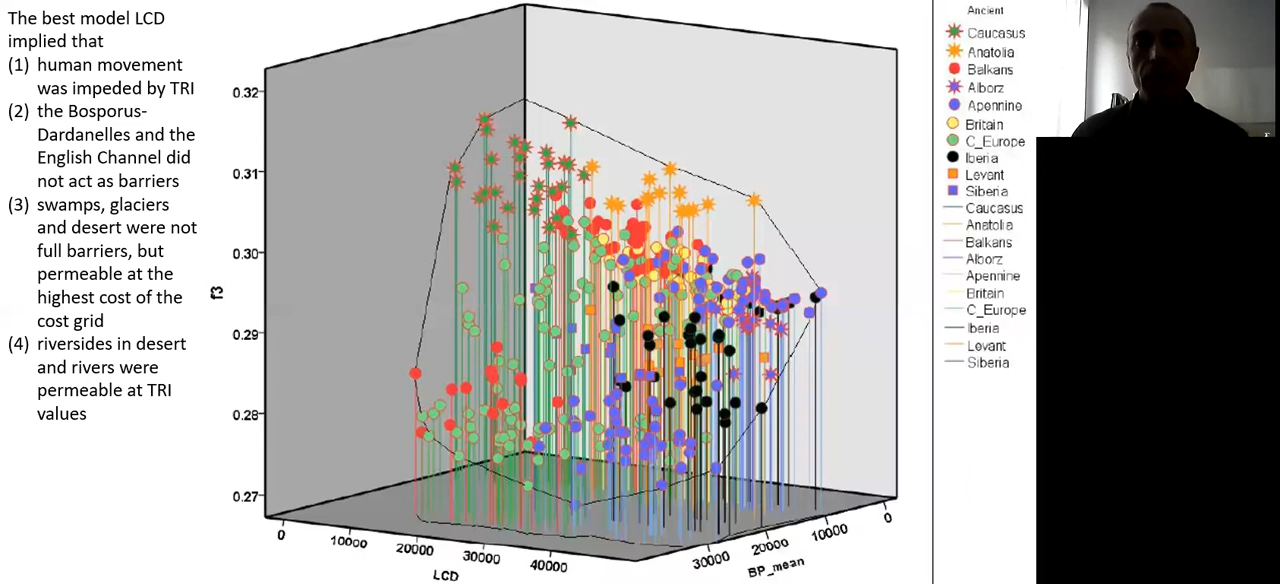 The best model LCD
implied that
(1) human movement
was impeded by TRI
(2) the Bosporus-
Dardanelles and the
English Channel did
not act as barriers
(3) swamps, glaciers
and desert were not
full barriers, but
permeable at the
highest cost of the
cost grid
(4) riversides in desert
and rivers were
permeable at TRI
values
f3
0.32
0.31
0.30
0.29
0.28
0.27
0
10000
20000
30000
40000
LCD
30000
20000
10000
0
BP_mean
Ancient
Caucasus
Anatolia
Balkans
Alborz
Apennine
Britain
C_Europe
Iberia
Levant
Siberia
Caucasus
Anatolia
Balkans
Alborz
Apennine
Britain
C_Europe
Iberia
Levant
Siberia